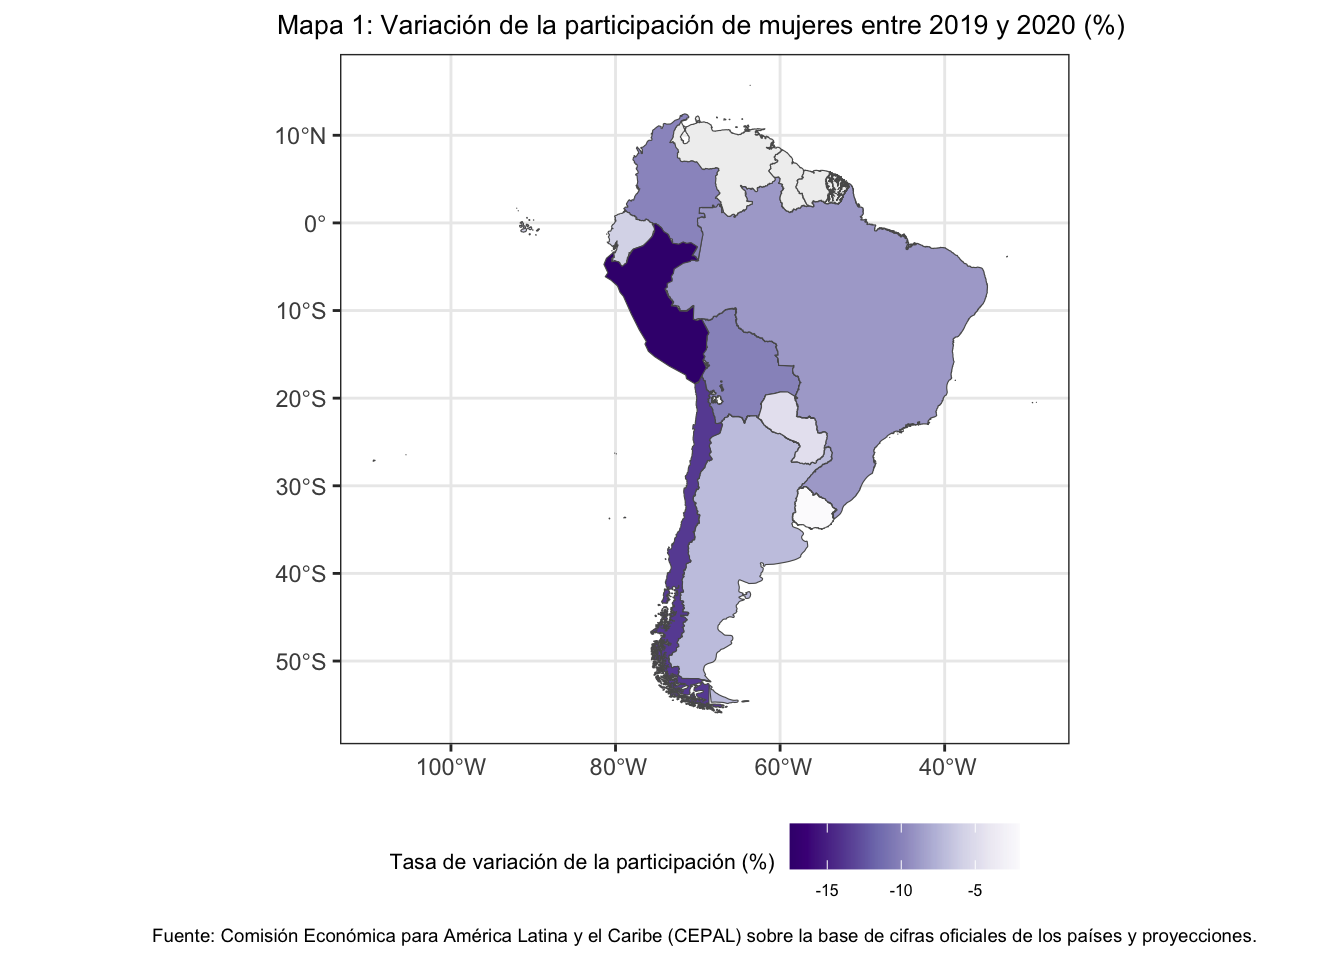 Mapa 1: Variación de la participación de mujeres entre 2019 y 2020 (%)
10°N
0°
10°S
20°S
30°S
40°S
50°S
100°W 80°W 60°W 40°W
Tasa de variación de la participación (%)
-15 -10 -5
Fuente: Comisión Económica para América Latina y el Caribe (CEPAL) sobre la base de cifras oficiales de los países y proyecciones.